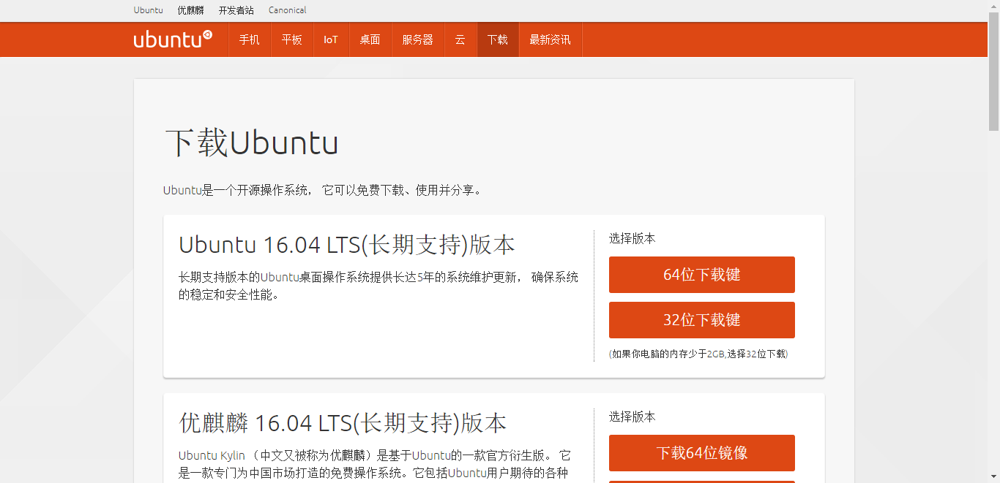 Ubuntu 优麒麟 开发者站 Canonical
ubuntu 手机 平板 IoT 桌面 服务器 云 下载 最新资讯
下载Ubuntu
Ubuntu是一个开源操作系统， 它可以免费下载、使用并分享。
Ubuntu 16.04 LTS(长期支持)版本
长期支持版本的Ubuntu桌面操作系统提供长达5年的系统维护更新， 确保系统
的稳定和安全性能。
选择版本
64位下载键
32位下载键
(如果你电脑的内存少于2GB,选择32位下载)
优麒麟 16.04 LTS(长期支持)版本
Ubuntu Kylin （中文又被称为优麒麟）是基于Ubuntu的一款官方衍生版。 它
是一款专门为中国市场打造的免费操作系统。它包括Ubuntu用户期待的各种
选择版本
下载64位镜像